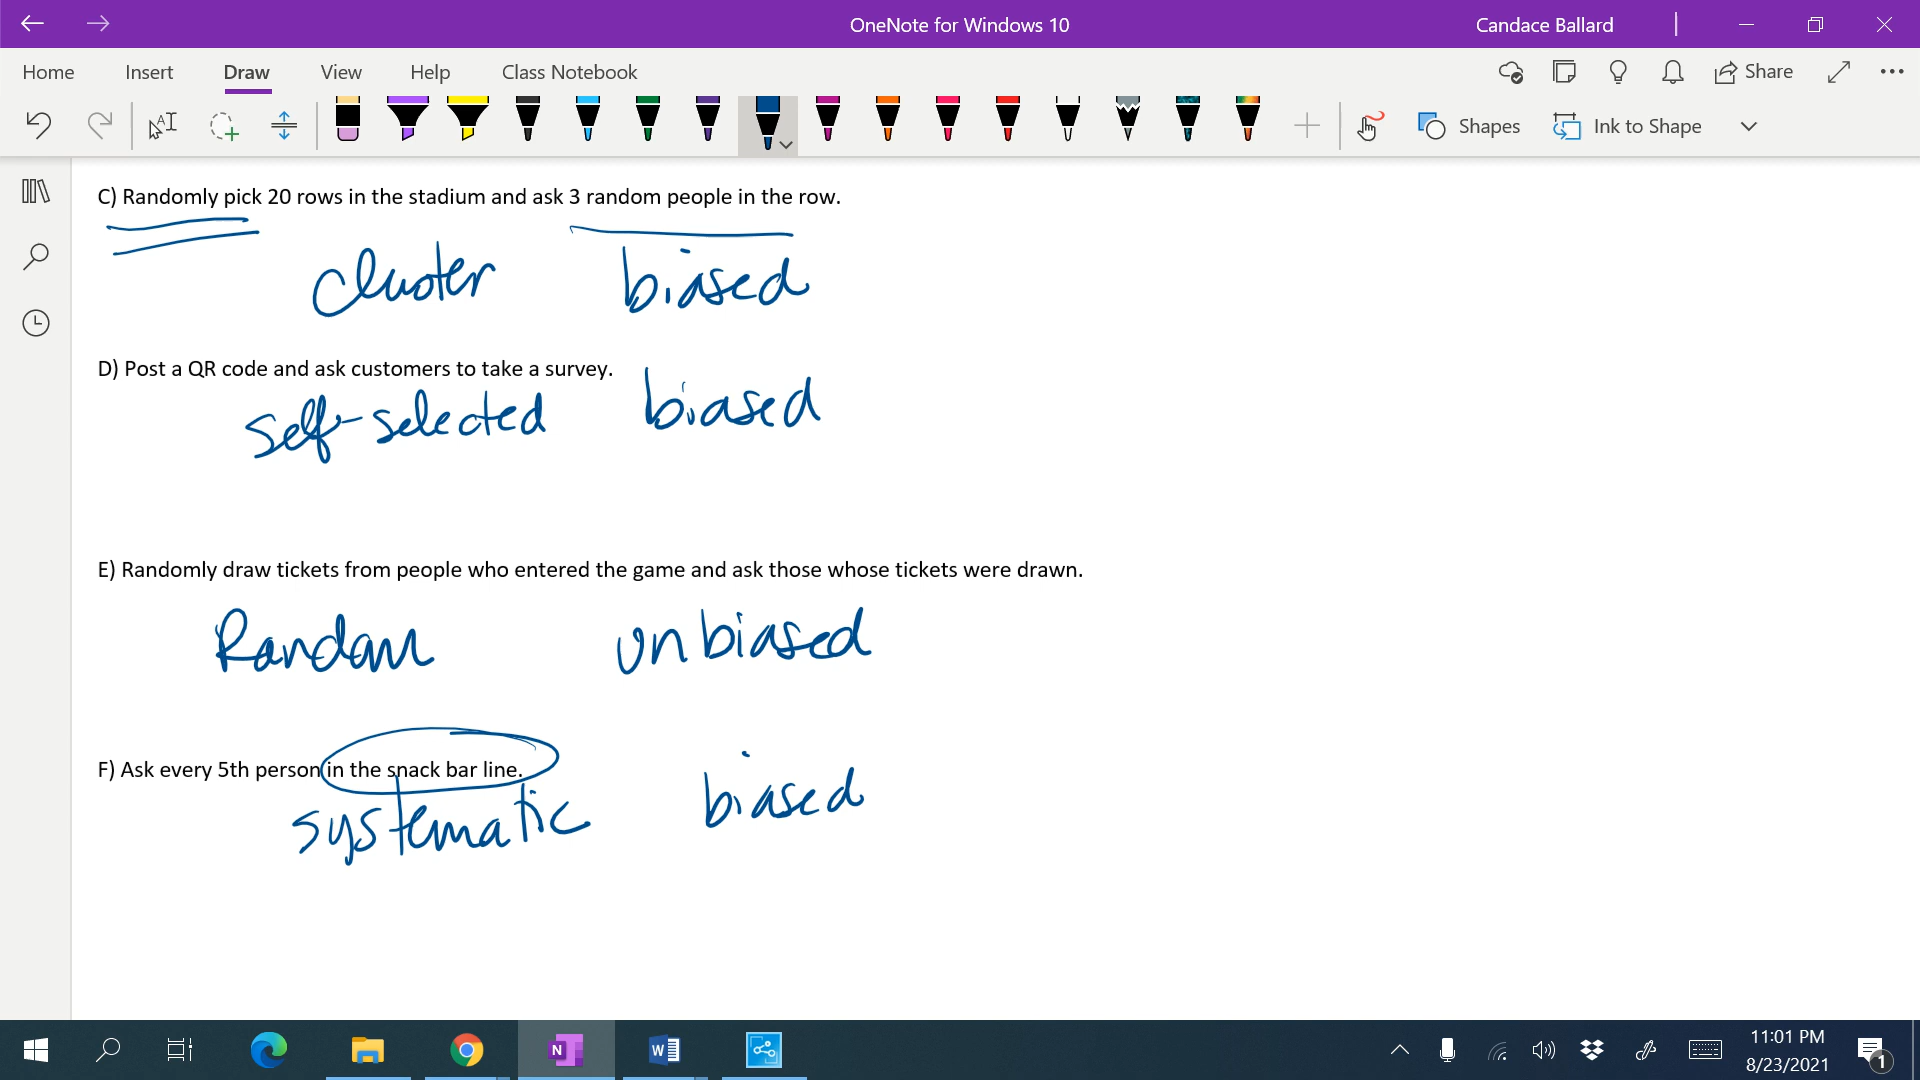 OneNote for Windows 10
Candace Ballard
Home Insert Draw View Help Class Notebook
Share
Shapes Ink to Shape
C) Randomly pick 20 rows in the stadium and ask 3 random people in the row.
cluster biased
D) Post a QR code and ask customers to take a survey.
self-selected biased
E) Randomly draw tickets from people who entered the game and ask those whose tickets were drawn.
Random unbiased
F) Ask every 5th person in the snack bar line.
systematic biased
11:01 PM
8/23/2021
1